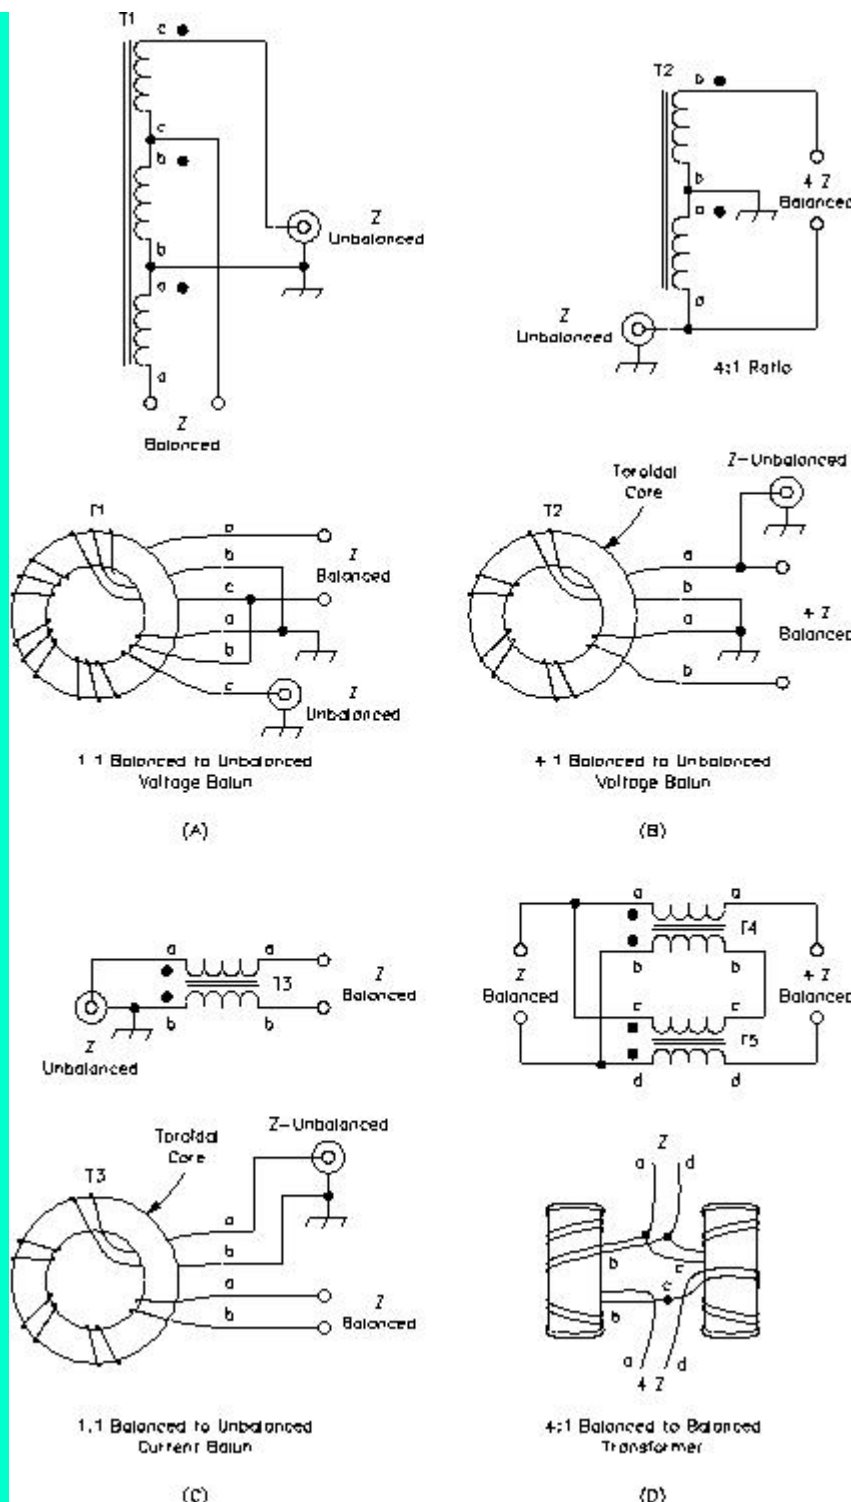 T1
c
c
b
b
a
a
Z
Unbalanced
Z
Balanced
T2
b
b
a
a
4 Z
Balanced
Z
Unbalanced
4:1 Ratio
T1
a
b
c
a
b
c
Z
Balanced
Z
Unbalanced
1:1 Balanced to Unbalanced
Voltage Balun
(A)
Toroidal
Core
Z-Unbalanced
T2
a
b
a
b
4 Z
Balanced
4:1 Balanced to Unbalanced
Voltage Balun
(B)
a
a
T3
b
b
Z
Balanced
Z
Unbalanced
a
a
T4
b
b
c
c
T5
d
d
Z
Balanced
4 Z
Balanced
Toroidal
Core
Z-Unbalanced
T3
a
b
a
b
Z
Balanced
1:1 Balanced to Unbalanced
Current Balun
(C)
Z
a
d
b
c
c
b
a
d
4 Z
4:1 Balanced to Balanced
Transformer
(D)